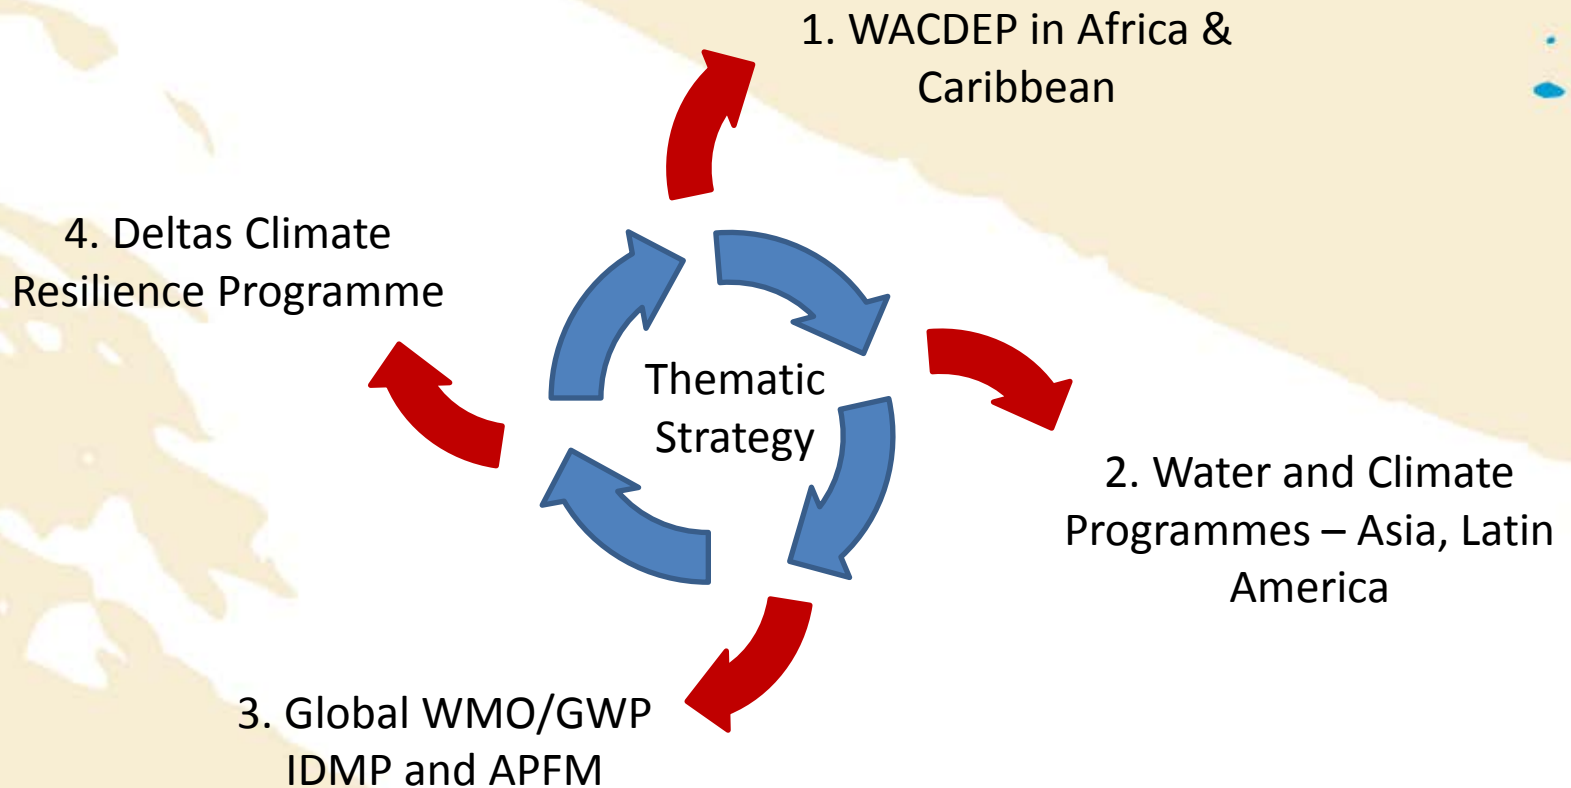 1. WACDEP in Africa &
Caribbean
4. Deltas Climate
Resilience Programme
Thematic
Strategy
2. Water and Climate
Programmes – Asia, Latin
America
3. Global WMO/GWP
IDMP and APFM